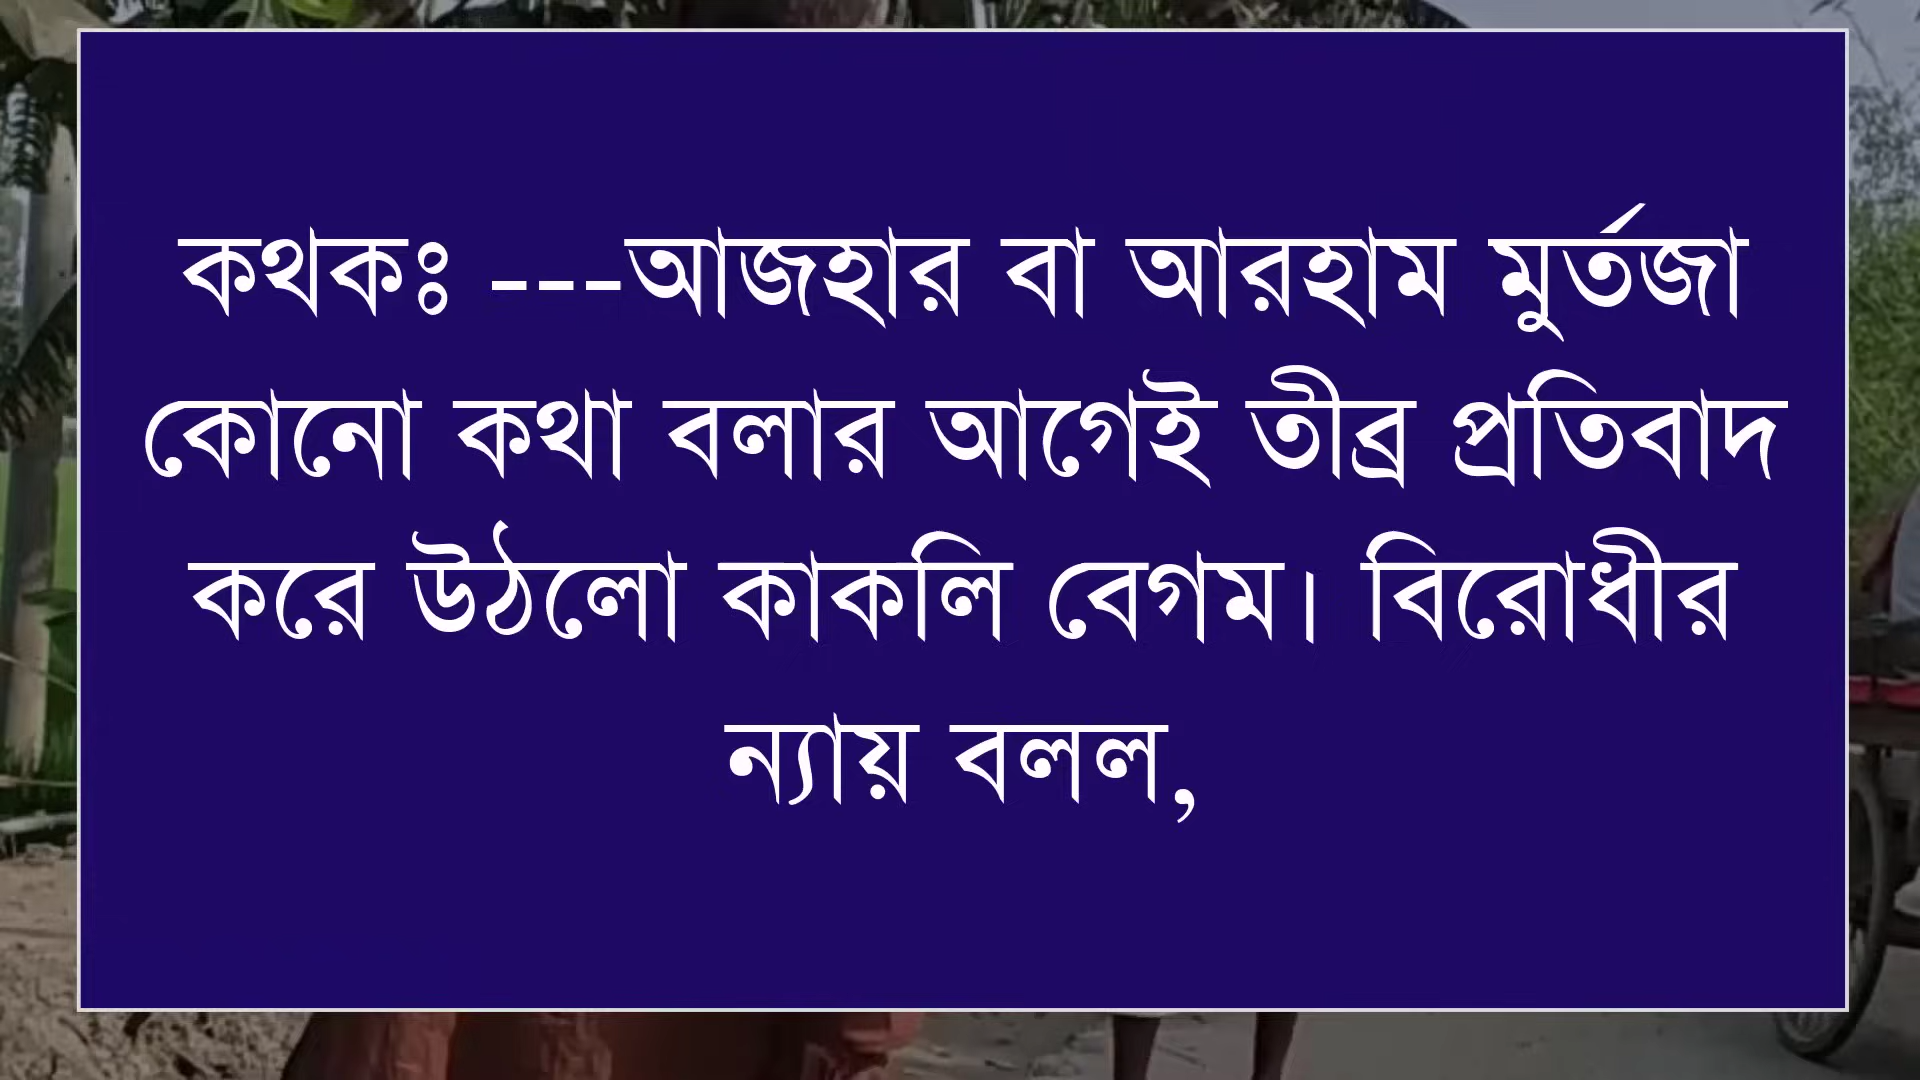 কথকঃ ---আজহার বা আরহাম মুর্তজা
কোনো কথা বলার আগেই তীব্র প্রতিবাদ
করে উঠলো কাকলি বেগম। বিরোধীর
ন্যায় বলল,